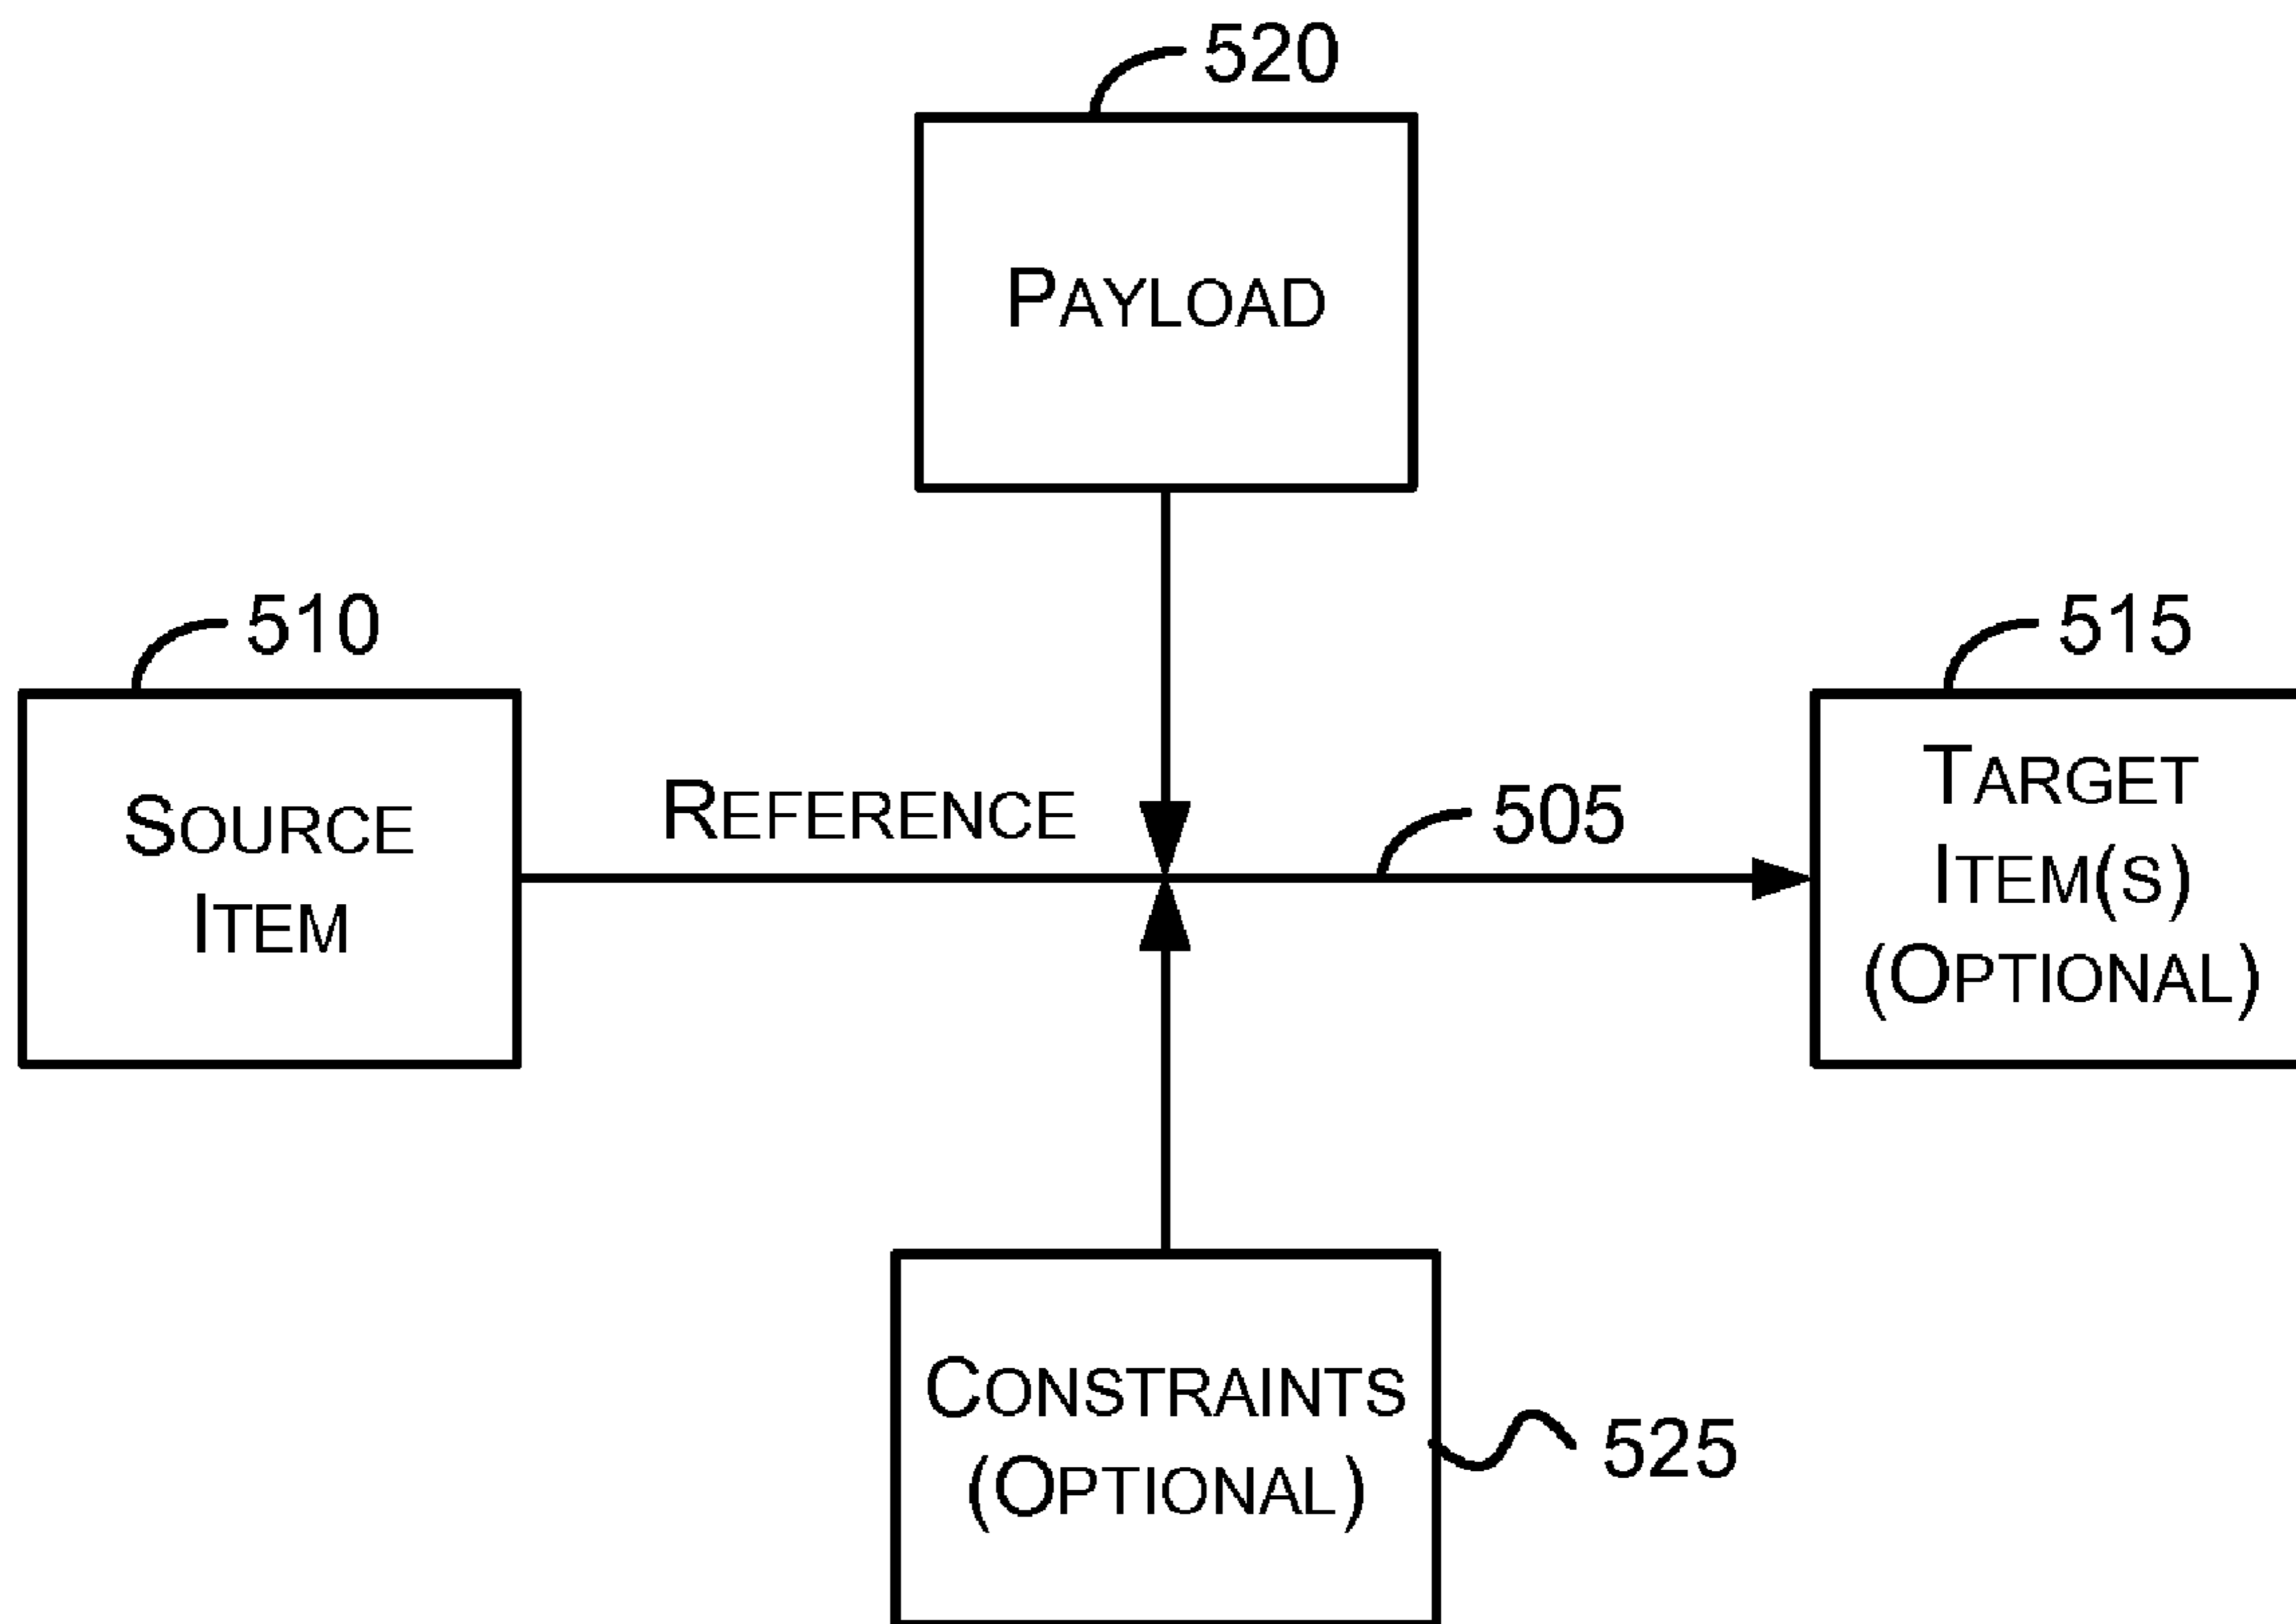 520
PAYLOAD
510
515
REFERENCE
505
SOURCE
ITEM
TARGET
ITEM(S)
(OPTIONAL)
CONSTRAINTS
(OPTIONAL)
525